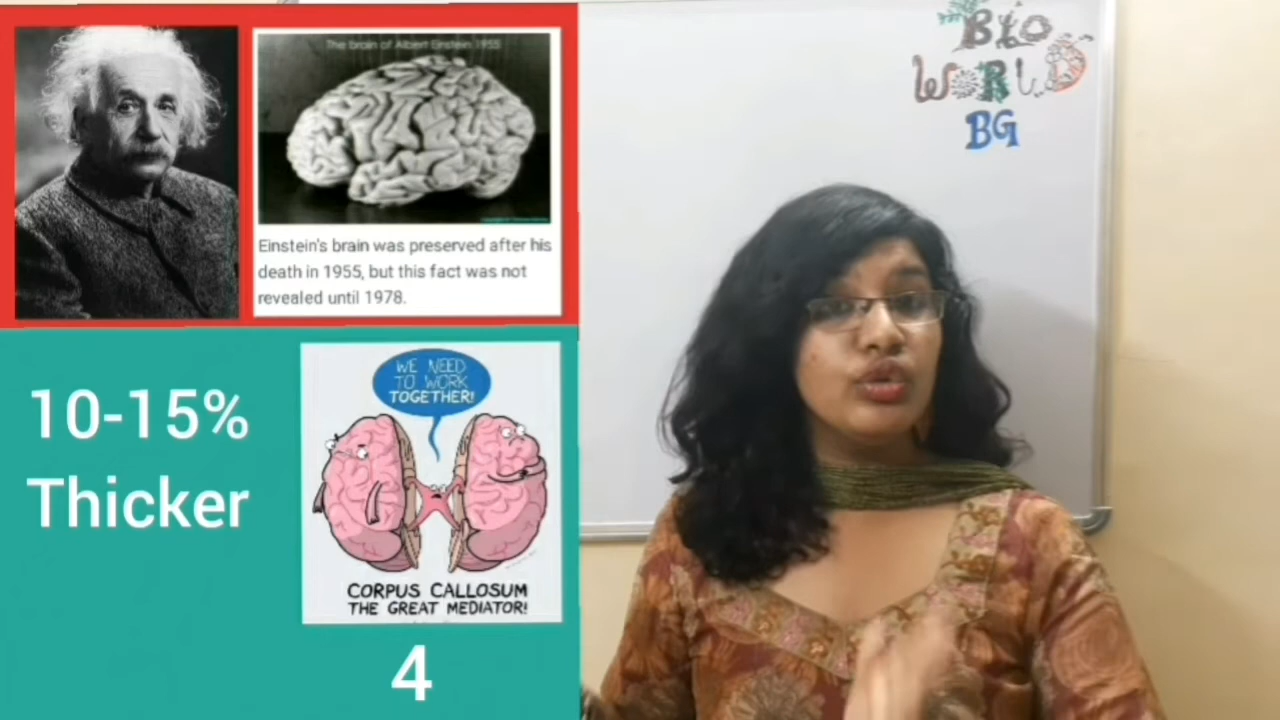 The brain of Albert Einstein 1955
Einstein's brain was preserved after his
death in 1955, but this fact was not
revealed until 1978.
10-15%
Thicker
WE NEED
TO WORK
TOGETHER!
CORPUS CALLOSUM
THE GREAT MEDIATOR!
4
BIO
WORLD
BG